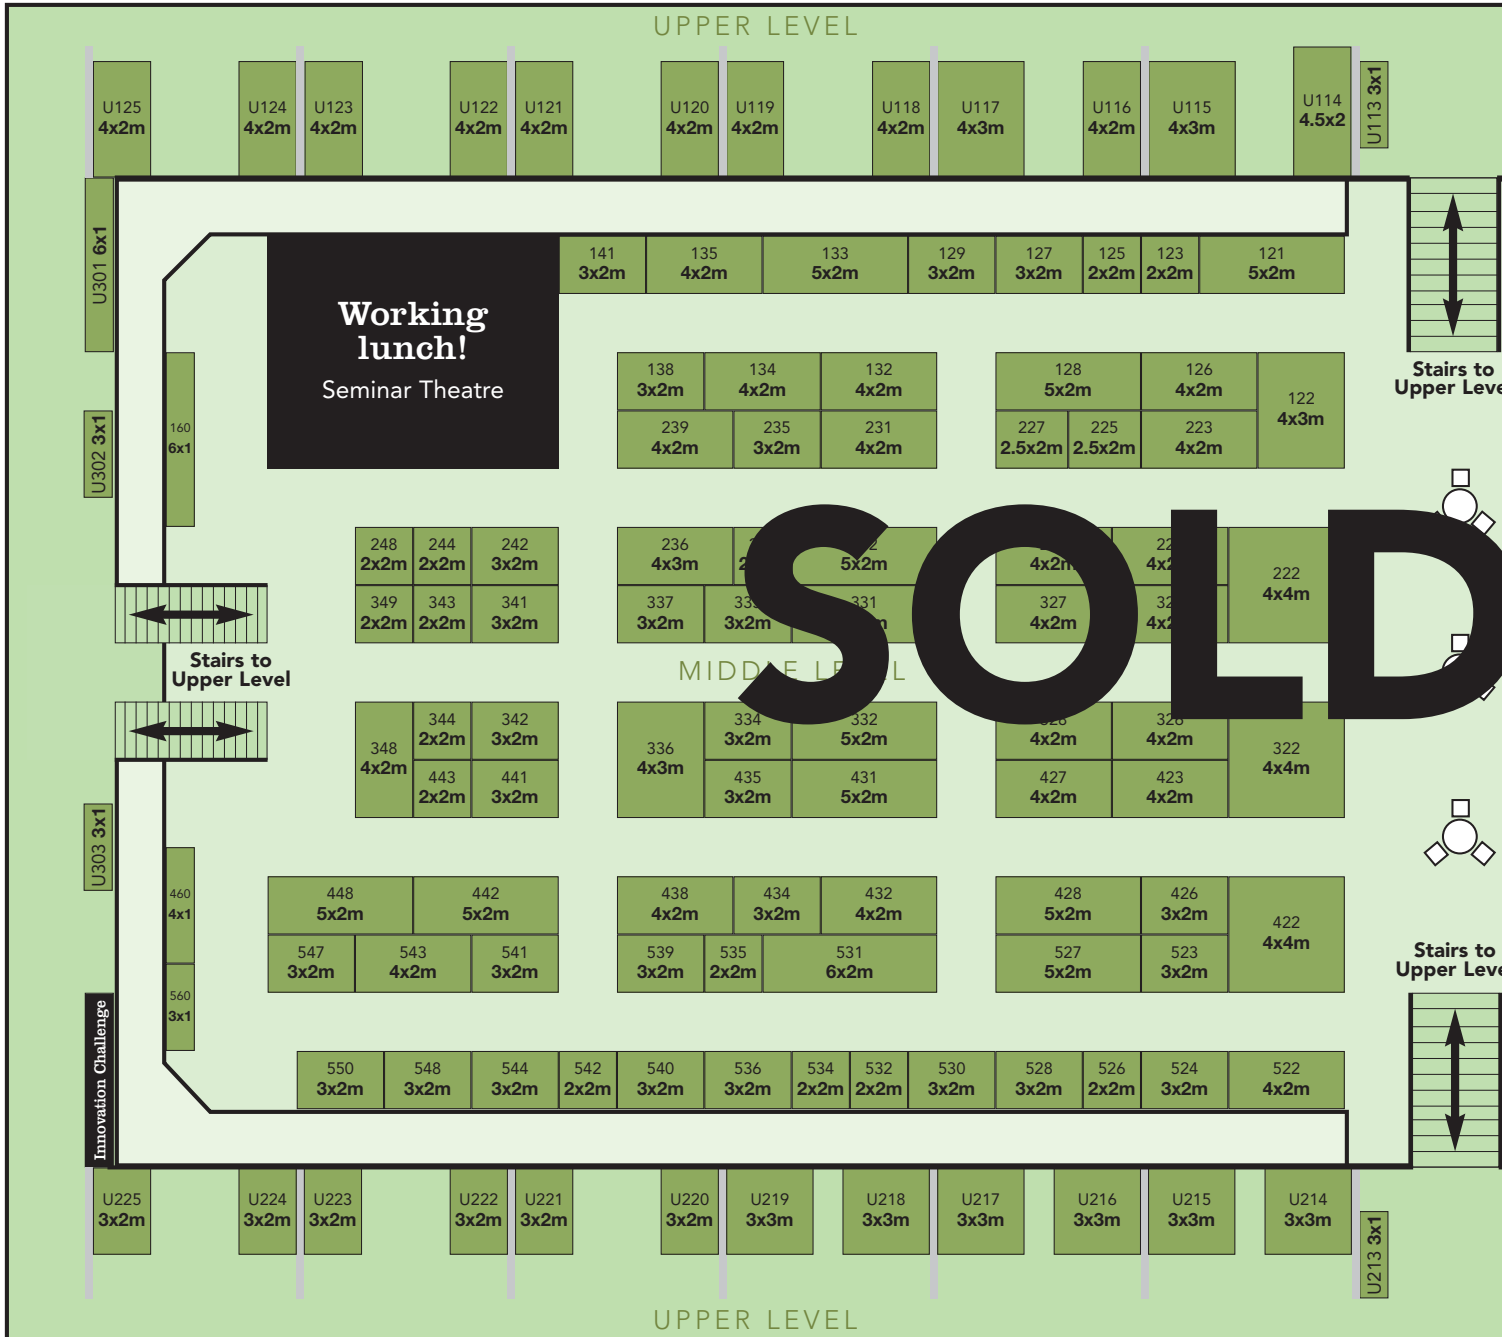 UPPER LEVEL
U125
4x2m
U124
4x2m
U123
4x2m
U122
4x2m
U121
4x2m
U120
4x2m
U119
4x2m
U118
4x2m
U117
4x3m
U116
4x2m
U115
4x3m
U114
4.5x2
U113 3x1
U301 6x1
U302 3x1
U303 3x1
Innovation Challenge
Working
lunch!
Seminar Theatre
141
3x2m
135
4x2m
133
5x2m
129
3x2m
127
3x2m
125
2x2m
123
2x2m
121
5x2m
Stairs to
160
6x1
138
3x2m
134
4x2m
132
4x2m
128
5x2m
126
4x2m
122
4x3m
239
4x2m
235
3x2m
231
4x2m
227
2.5x2m
225
2.5x2m
223
4x2m
SOLD
248
2x2m
244
2x2m
242
3x2m
236
4x3m
5x2m
4x2m
222
4x4m
349
2x2m
343
2x2m
341
3x2m
337
3x2m
3x2m
331
327
4x2m
Stairs to
Upper Level
MIDDLE LEVEL
348
4x2m
344
2x2m
342
3x2m
336
4x3m
334
3x2m
332
5x2m
328
4x2m
326
4x2m
322
4x4m
443
2x2m
441
3x2m
435
3x2m
431
5x2m
427
4x2m
423
4x2m
460
4x1
560
3x1
448
5x2m
442
5x2m
438
4x2m
434
3x2m
432
4x2m
428
5x2m
426
3x2m
422
4x4m
547
3x2m
543
4x2m
541
3x2m
539
3x2m
535
2x2m
531
6x2m
527
5x2m
523
3x2m
Stairs to
550
3x2m
548
3x2m
544
3x2m
542
2x2m
540
3x2m
536
3x2m
534
2x2m
532
2x2m
530
3x2m
528
3x2m
526
2x2m
524
3x2m
522
4x2m
U225
3x2m
U224
3x2m
U223
3x2m
U222
3x2m
U221
3x2m
U220
3x2m
U219
3x3m
U218
3x3m
U217
3x3m
U216
3x3m
U215
3x3m
U214
3x3m
U213 3x1
UPPER LEVEL